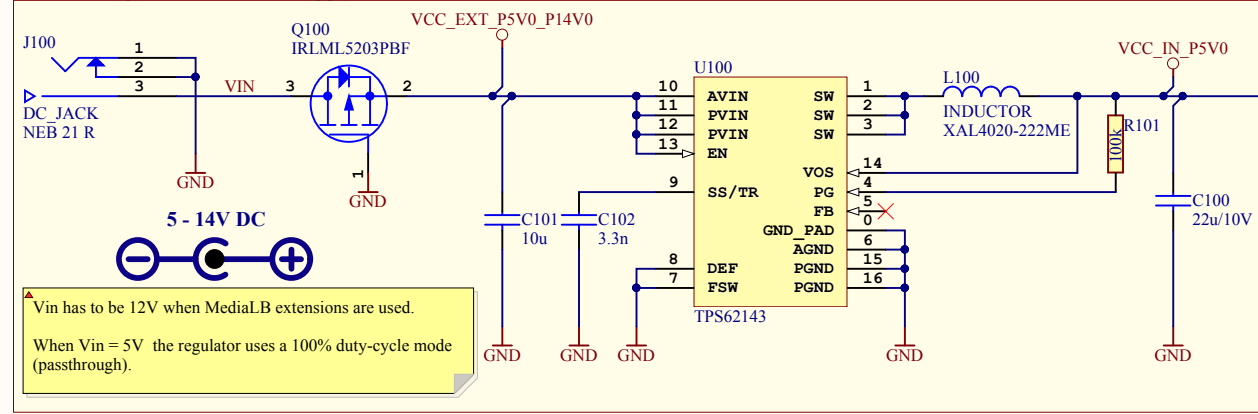 VCC_EXT_P5V0_P14V0
Q100
IRLML5203PBF
J100
1
2
3
VIN
3
2
1
GND
DC_JACK
NEB 21 R
GND
5 - 14V DC
Vin has to be 12V when MediaLB extensions are used.
When Vin = 5V the regulator uses a 100% duty-cycle mode
(passthrough).
C101
10u
GND
C102
3.3n
GND
GND
U100
10 AVIN SW 1
11 PVIN SW 2
12 PVIN SW 3
13 EN
VOS 14
9 SS/TR PG 4
FB 5
GND_PAD 0
AGND 6
8 DEF PGND 15
7 FSW PGND 16
TPS62143
GND
L100
INDUCTOR
XAL4020-222ME
VCC_IN_P5V0
R101
100k
C100
22u/10V
GND